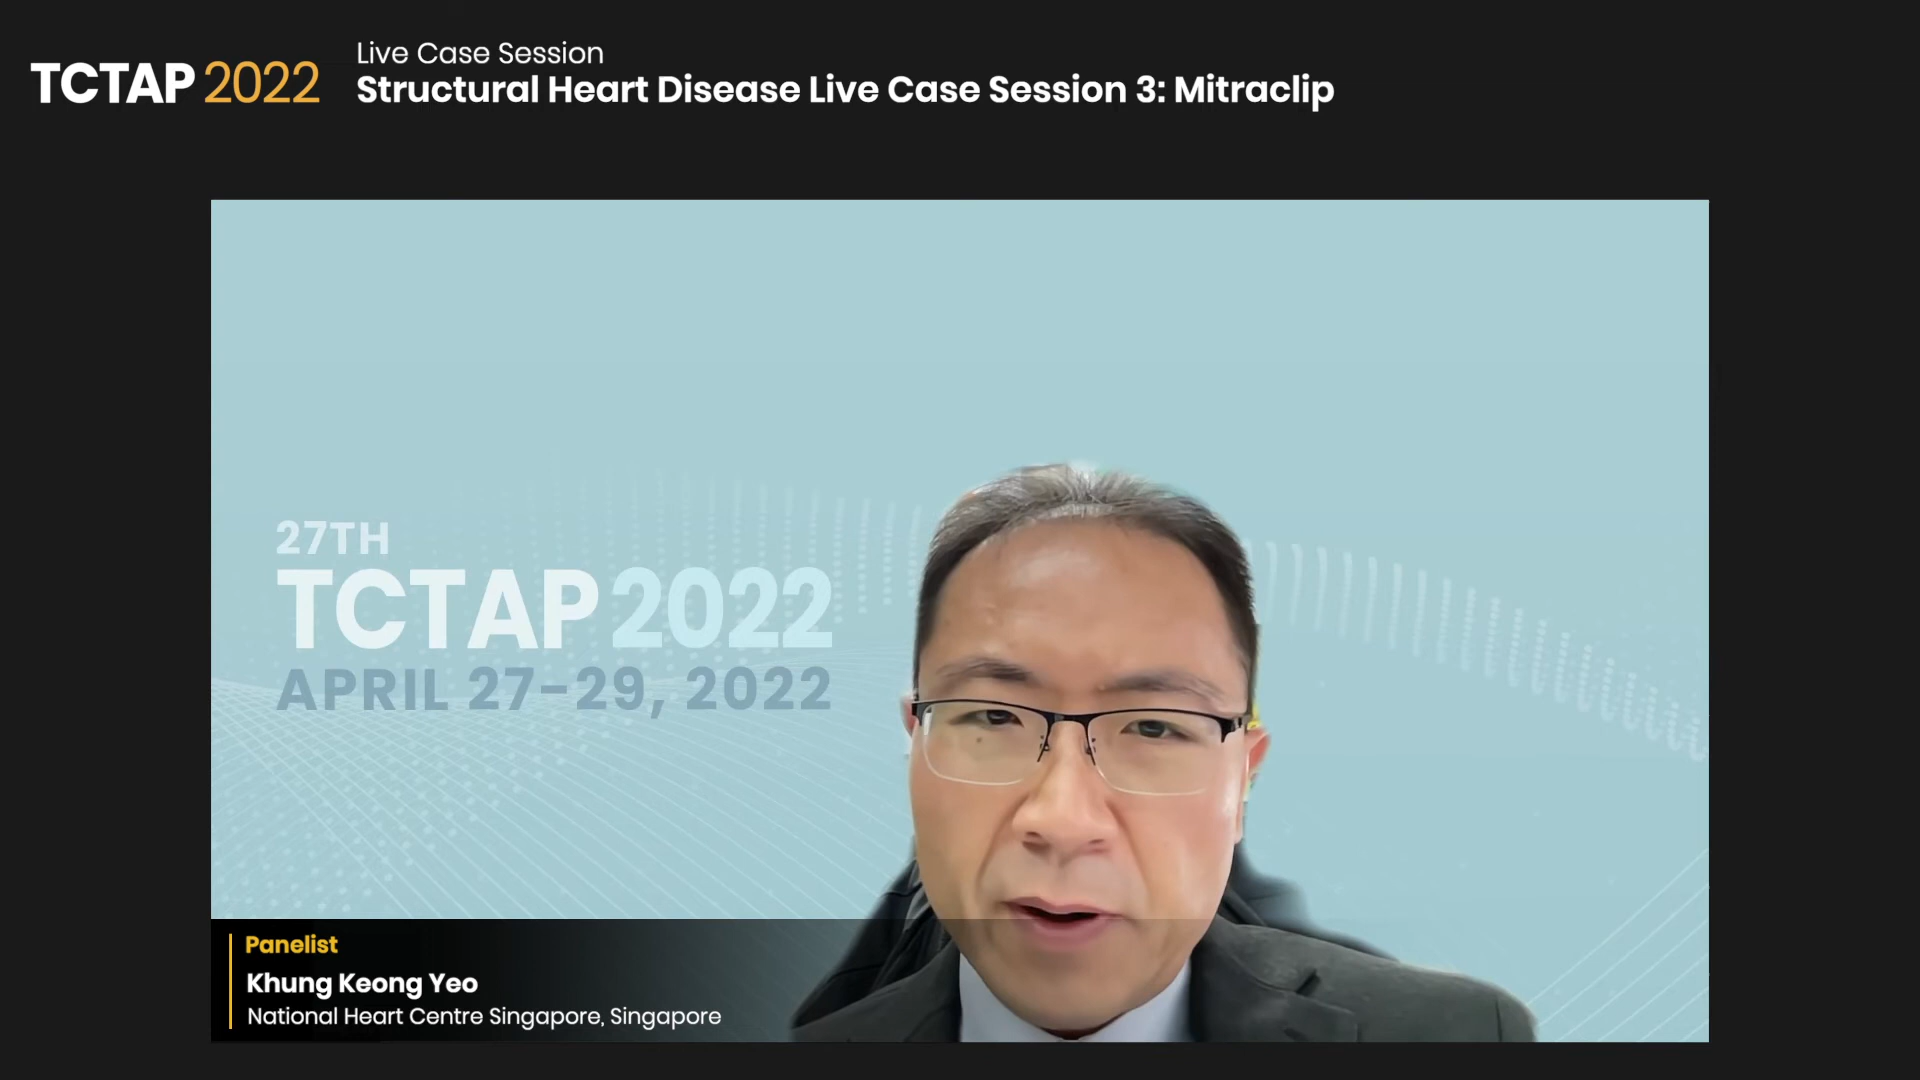 TCTAP 2022
Live Case Session
Structural Heart Disease Live Case Session 3: Mitraclip
27TH
TCTAP 2022
APRIL 27-29, 2022
Panelist
Khung Keong Yeo
National Heart Centre Singapore, Singapore